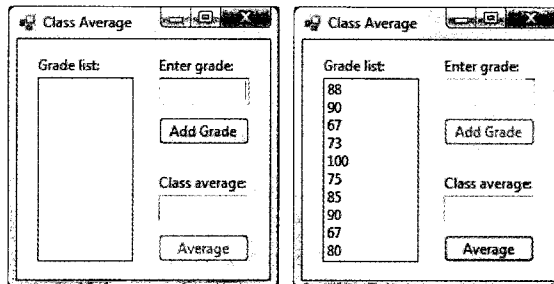 Class Average
Grade list:
Enter grade:
Add Grade
Class average:
Average
Class Average
Grade list:
Enter grade:
88
90
67
73
100
75
85
90
67
80
Add Grade
Class average:
Average